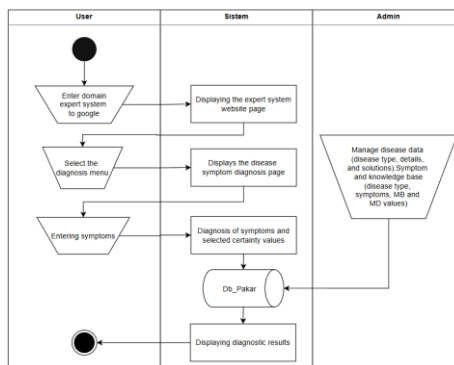 User
Sistem
Admin
Enter domain
expert system
to google
Displaying the expert system
website page
Select the
diagnosis menu
Displays the disease
symptom diagnosis page
Manage disease data
(disease type, details,
and solutions).Symptom
and knowledge base
(disease type,
symptoms, MB and
MD values)
Entering symptoms
Diagnosis of symptoms and
selected certainty values
Db_Pakar
Displaying diagnostic results